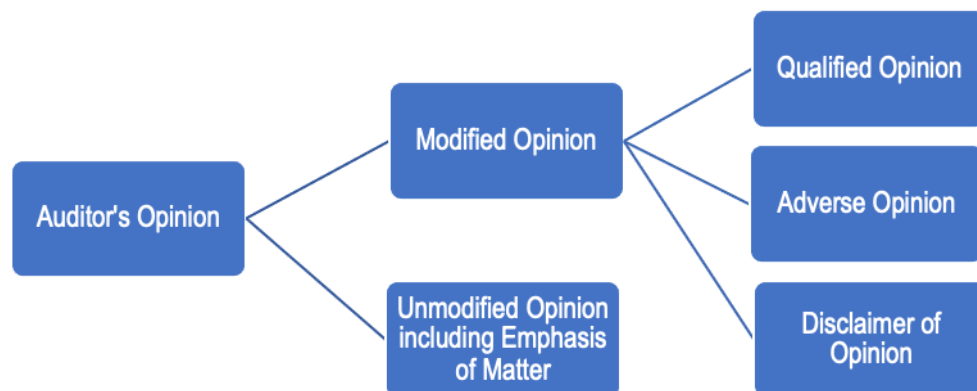 Auditor's Opinion
Modified Opinion
Unmodified Opinion
including Emphasis
of Matter
Qualified Opinion
Adverse Opinion
Disclaimer of
Opinion